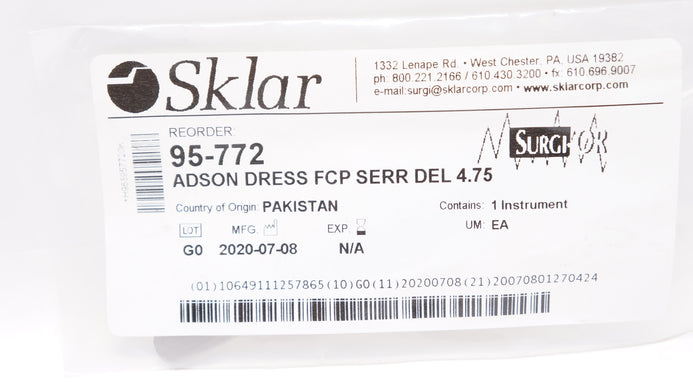 Sklar
1332 Lenape Rd. • West Chester, PA, USA 19382
ph: 800.221.2166 / 610.430.3200 • fx: 610.696.9007
e-mail:surgi@sklarcorp.com • www.sklarcorp.com
REORDER:
95-772
SURGI-OR
ADSON DRESS FCP SERR DEL 4.75
Country of Origin: PAKISTAN
Contains: 1 Instrument
UM: EA
LOT MFG. EXP.
G0 2020-07-08 N/A
(01)10649111257865(10)G0(11)20200708(21)20070801270424